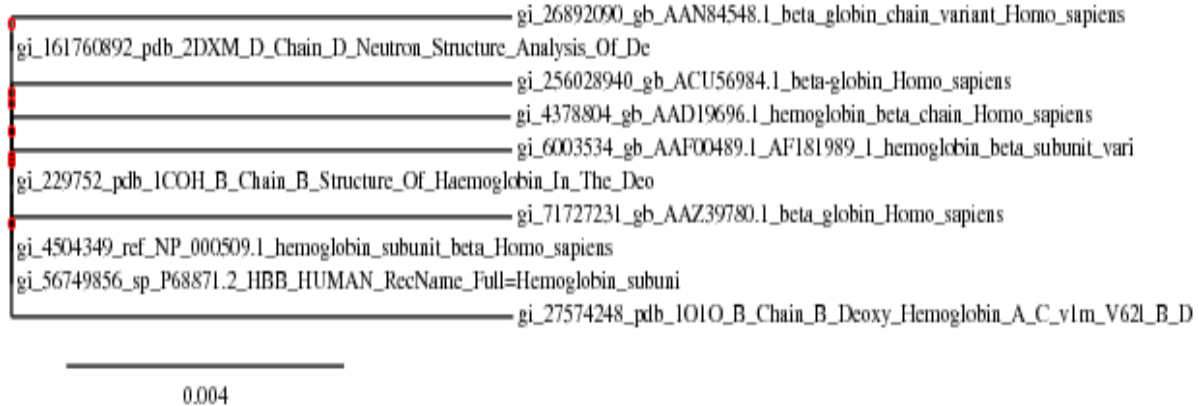 gi_26892090_gb_AAN84548.1_beta_globin_chain_variant_Homo_sapiens
gi_161760892_pdb_2DXM_D_Chain_D_Neutron_Structure_Analysis_Of_De
gi_256028940_gb_ACU56984.1_beta-globin_Homo_sapiens
gi_4378804_gb_AAD19696.1_hemoglobin_beta_chain_Homo_sapiens
gi_6003534_gb_AAF00489.1_AF181989_1_hemoglobin_beta_subunit_vari
gi_229752_pdb_1COH_B_Chain_B_Structure_Of_Haemoglobin_In_The_Deo
gi_71727231_gb_AAZ39780.1_beta_globin_Homo_sapiens
gi_4504349_ref_NP_000509.1_hemoglobin_subunit_beta_Homo_sapiens
gi_56749856_sp_P68871.2_HBB_HUMAN_RecName_Full=Hemoglobin_subuni
gi_27574248_pdb_1O1O_B_Chain_B_Deoxy_Hemoglobin_A_C_v1m_V62l_B_D
0.004